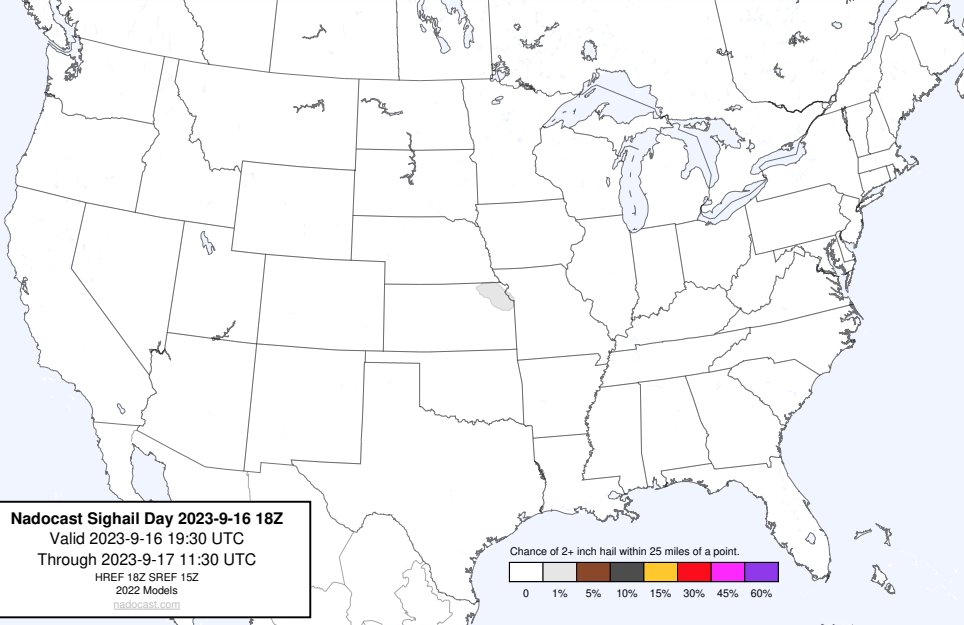 Nadocast Sighail Day 2023-9-16 18Z
Valid 2023-9-16 19:30 UTC
Through 2023-9-17 11:30 UTC
HREF 18Z SREF 15Z
2022 Models
nadocast.com
Chance of 2+ inch hail within 25 miles of a point.
0 1% 5% 10% 15% 30% 45% 60%